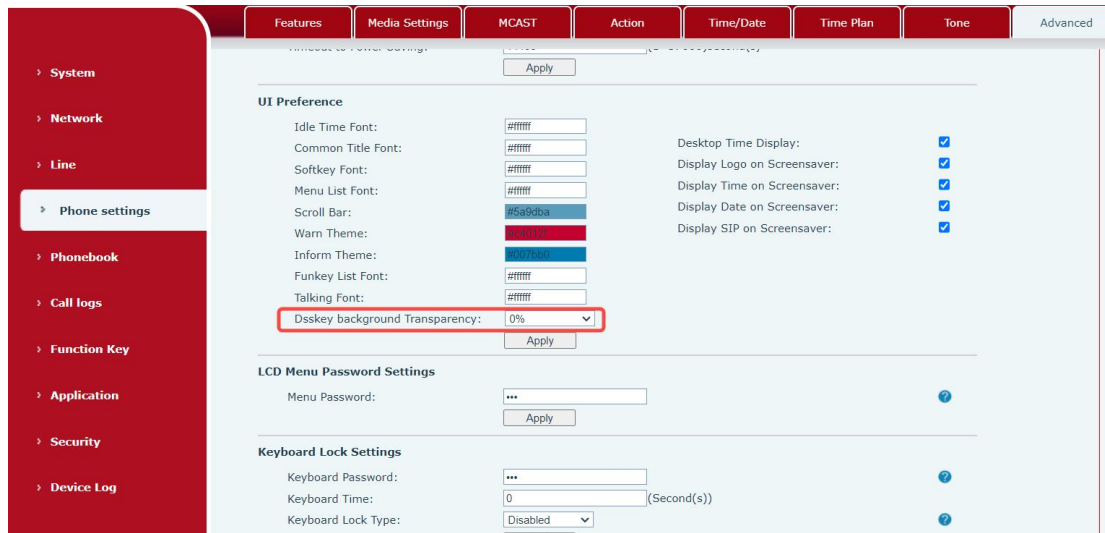 Features Media Settings MCAST Action Time/Date Time Plan Tone Advanced
System
Network
Line
Phone settings
Phonebook
Call logs
Function Key
Application
Security
Device Log
Apply
UI Preference
Idle Time Font: #ffffff
Common Title Font: #ffffff
Softkey Font: #ffffff
Menu List Font: #ffffff
Scroll Bar: #5a9dba
Warn Theme:
Inform Theme: #007bb0
Funkey List Font: #ffffff
Talking Font: #ffffff
Dsskey background Transparency: 0%
Apply
Desktop Time Display:
Display Logo on Screensaver:
Display Time on Screensaver:
Display Date on Screensaver:
Display SIP on Screensaver:
LCD Menu Password Settings
Menu Password: •••
Apply
Keyboard Lock Settings
Keyboard Password: •••
Keyboard Time: 0 (Second(s))
Keyboard Lock Type: Disabled